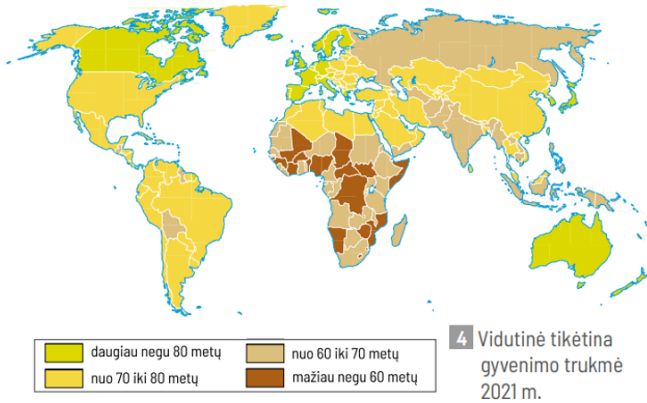 daugiau negu 80 metų
nuo 70 iki 80 metų
nuo 60 iki 70 metų
mažiau negu 60 metų
4 Vidutinė tikėtina
gyvenimo trukmė
2021 m.